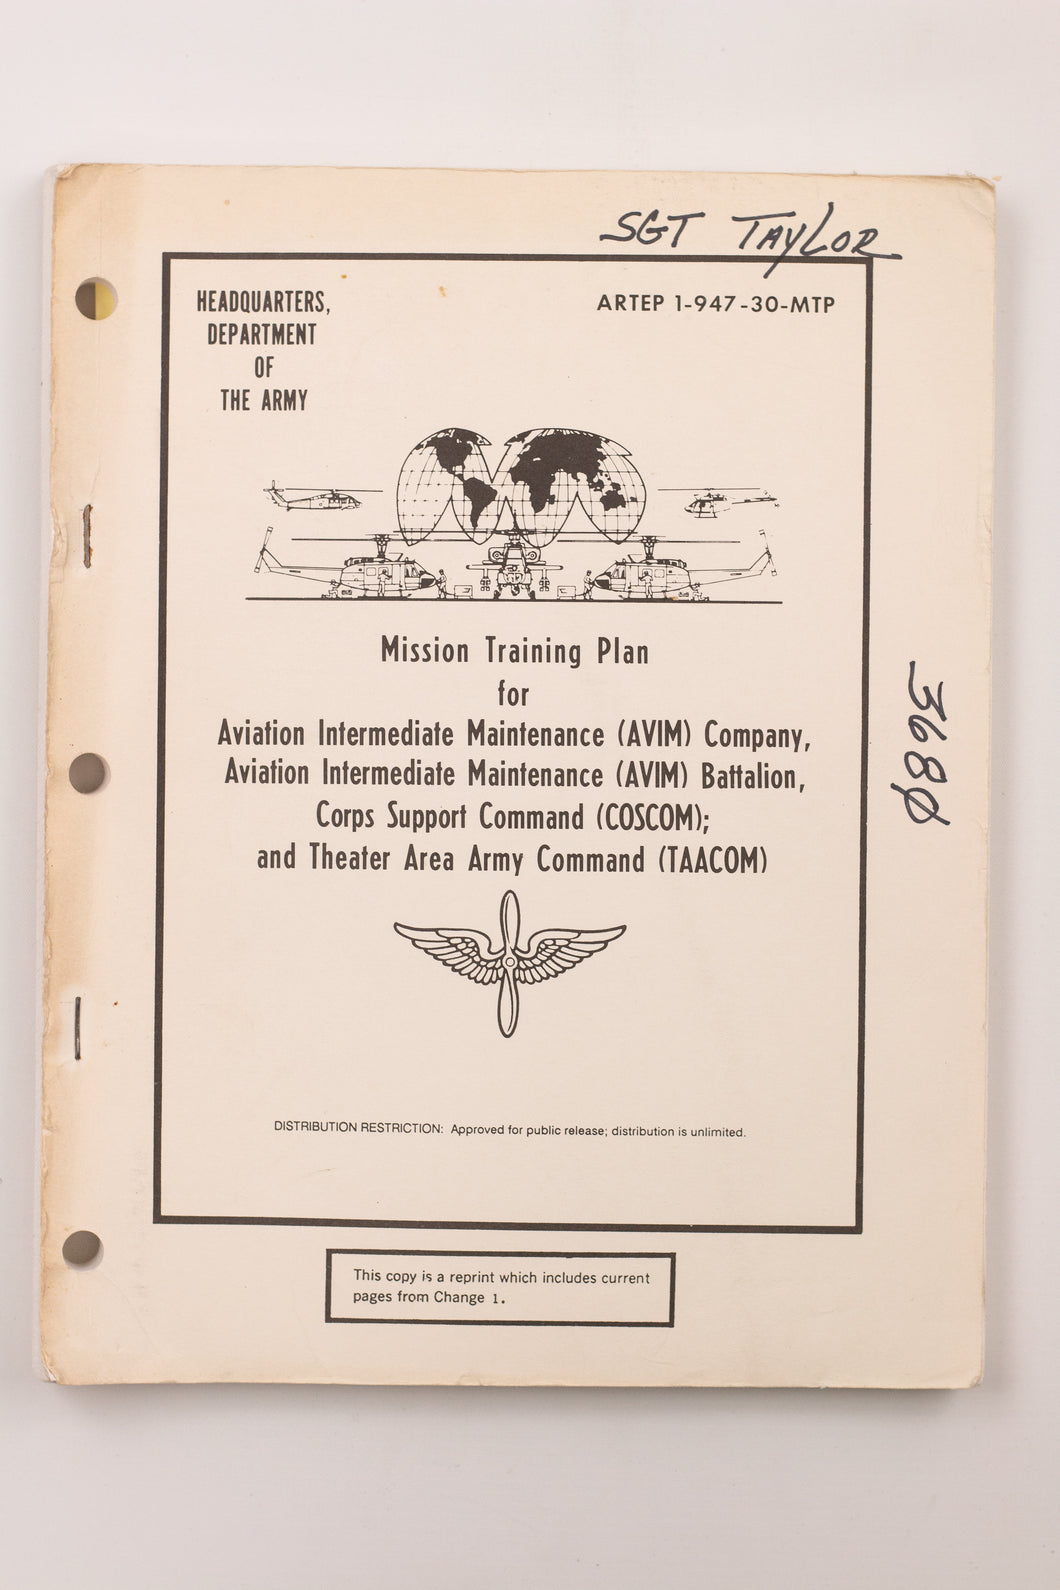 SGT TAYLOR
HEADQUARTERS,
DEPARTMENT
OF
THE ARMY
ARTEP 1-947-30-MTP
Mission Training Plan
for
Aviation Intermediate Maintenance (AVIM) Company,
Aviation Intermediate Maintenance (AVIM) Battalion,
Corps Support Command (COSCOM);
and Theater Area Army Command (TAACOM)
368Ø
DISTRIBUTION RESTRICTION: Approved for public release; distribution is unlimited.
This copy is a reprint which includes current
pages from Change 1.